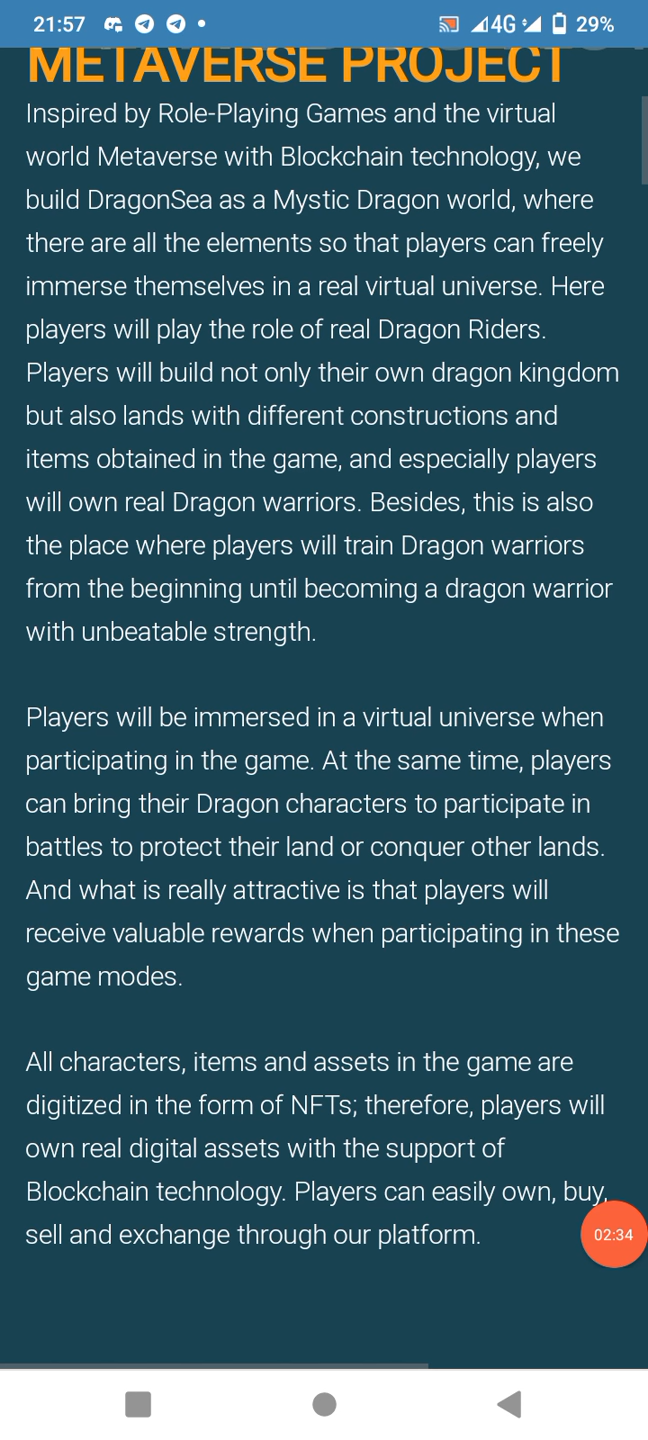 21:57
4G
29%
METAVERSE PROJECT
Inspired by Role-Playing Games and the virtual
world Metaverse with Blockchain technology, we
build DragonSea as a Mystic Dragon world, where
there are all the elements so that players can freely
immerse themselves in a real virtual universe. Here
players will play the role of real Dragon Riders.
Players will build not only their own dragon kingdom
but also lands with different constructions and
items obtained in the game, and especially players
will own real Dragon warriors. Besides, this is also
the place where players will train Dragon warriors
from the beginning until becoming a dragon warrior
with unbeatable strength.
Players will be immersed in a virtual universe when
participating in the game. At the same time, players
can bring their Dragon characters to participate in
battles to protect their land or conquer other lands.
And what is really attractive is that players will
receive valuable rewards when participating in these
game modes.
All characters, items and assets in the game are
digitized in the form of NFTs; therefore, players will
own real digital assets with the support of
Blockchain technology. Players can easily own, buy,
sell and exchange through our platform.
02:34